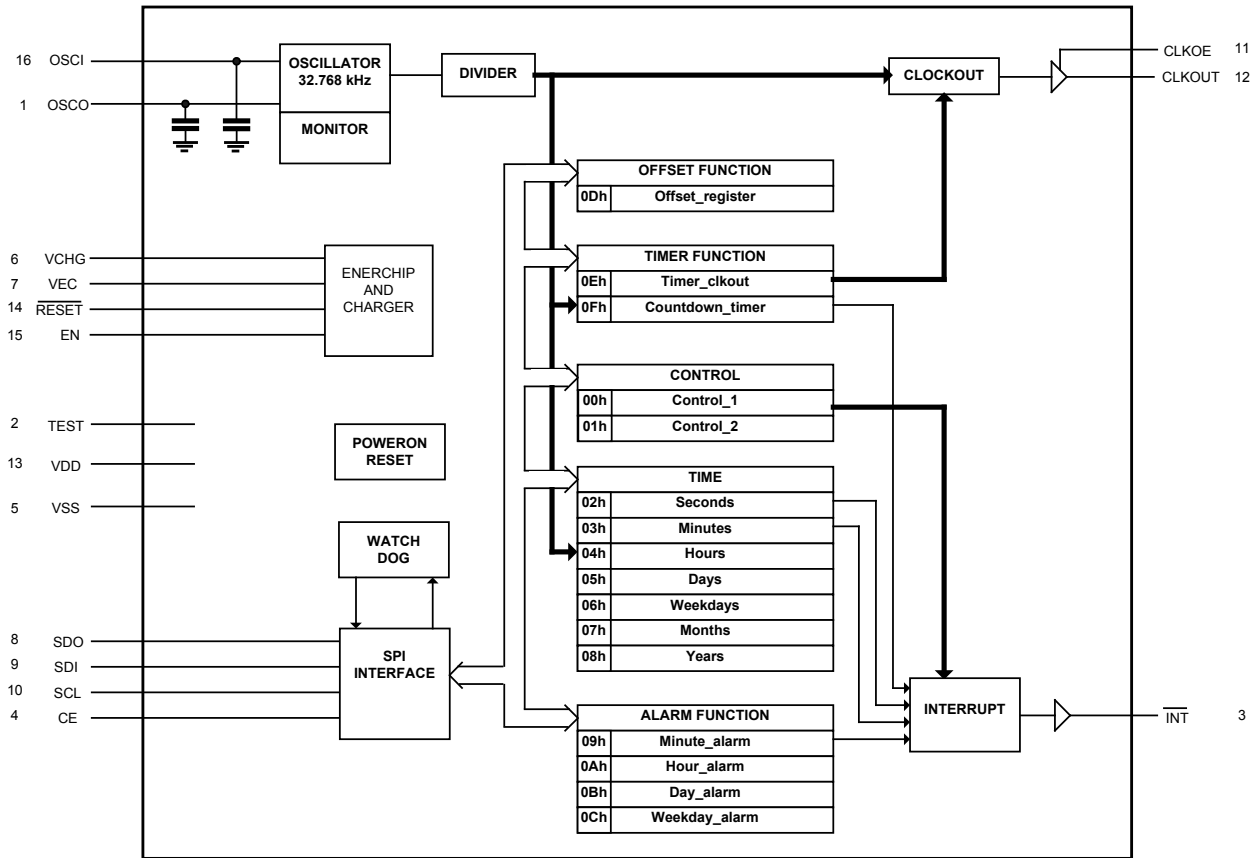 16 OSCI
1 OSCO
OSCILLATOR
32.768 kHz
MONITOR
DIVIDER
CLOCKOUT
CLKOE 11
CLKOUT 12
OFFSET FUNCTION
0Dh Offset_register
6 VCHG
7 VEC
14 RESET
15 EN
ENERCHIP
AND
CHARGER
TIMER FUNCTION
0Eh Timer_clkout
0Fh Countdown_timer
CONTROL
00h Control_1
01h Control_2
2 TEST
13 VDD
5 VSS
POWERON
RESET
TIME
02h Seconds
03h Minutes
04h Hours
05h Days
06h Weekdays
07h Months
08h Years
WATCH
DOG
8 SDO
9 SDI
10 SCL
4 CE
SPI
INTERFACE
ALARM FUNCTION
09h Minute_alarm
0Ah Hour_alarm
0Bh Day_alarm
0Ch Weekday_alarm
INTERRUPT
INT 3